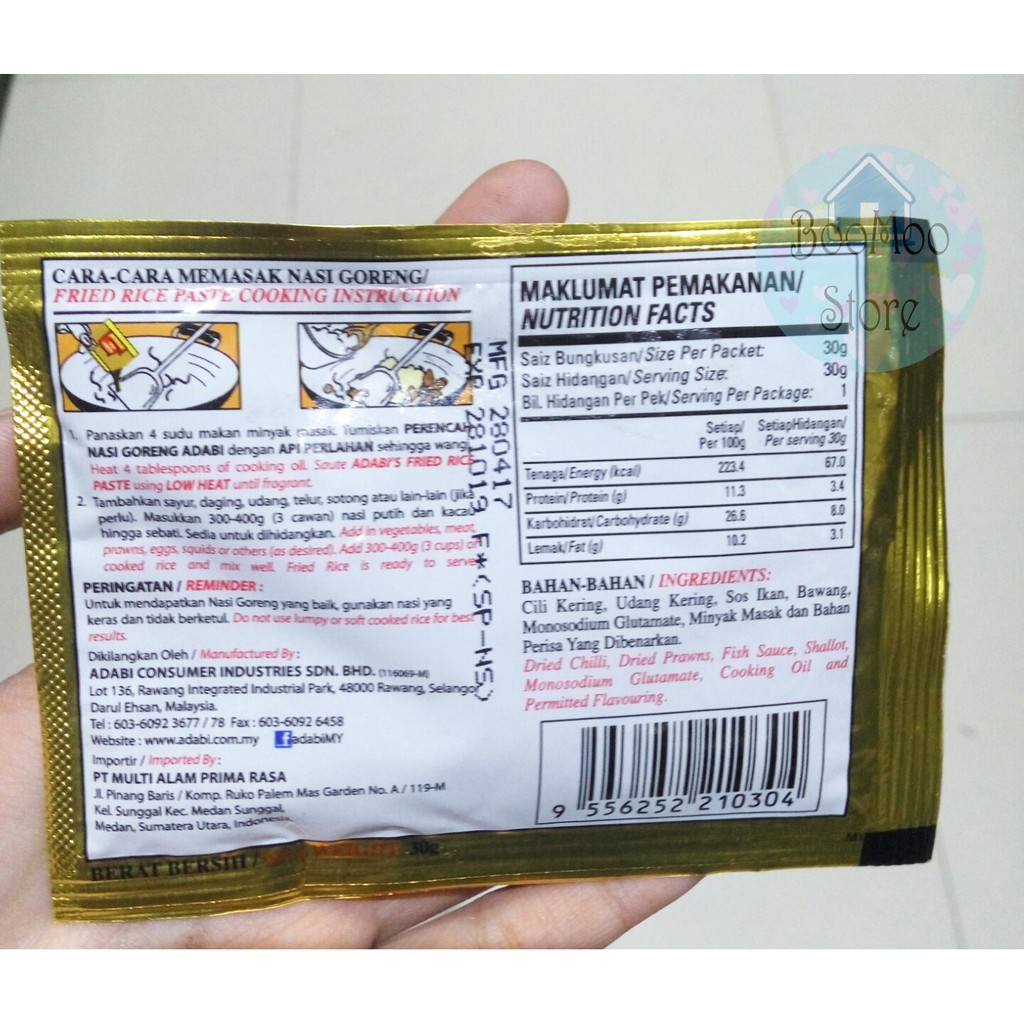 BooMoo
Store
CARA-CARA MEMASAK NASI GORENG/
FRIED RICE PASTE COOKING INSTRUCTION
1. Panaskan 4 sudu makan minyak masak. Tumiskan PERENCAH
NASI GORENG ADABI dengan API PERLAHAN sehingga wangi.
Heat 4 tablespoons of cooking oil. Saute ADABI'S FRIED RICE
PASTE using LOW HEAT until fragrant.
2. Tambahkan sayur, daging, udang, telur, sotong atau lain-lain (jika
perlu). Masukkan 300-400g (3 cawan) nasi putih dan kacau
hingga sebati. Sedia untuk dihidangkan. Add in vegetables, meat,
prawns, eggs, squids or others (as desired). Add 300-400g (3 cups) of
cooked rice and mix well. Fried Rice is ready to serve.
PERINGATAN / REMINDER :
Untuk mendapatkan Nasi Goreng yang baik, gunakan nasi yang
keras dan tidak berketul. Do not use lumpy or soft cooked rice for best
results.
Dikilangkan Oleh / Manufactured By :
ADABI CONSUMER INDUSTRIES SDN. BHD. (116069-M)
Lot 136, Rawang Integrated Industrial Park, 48000 Rawang, Selangor
Darul Ehsan, Malaysia.
Tel : 603-6092 3677 / 78 Fax : 603-6092 6458
Website : www.adabi.com.my f adabiMY
Importir / Imported By :
PT MULTI ALAM PRIMA RASA
Jl. Pinang Baris / Komp. Ruko Palem Mas Garden No. A / 119-M
Kel. Sunggal Kec. Medan Sunggal,
Medan, Sumatera Utara, Indonesia
BERAT BERSIH / NET WEIGHT: 30g
MFG 280417
EXP 281019 F*(SP-HS)
MAKLUMAT PEMAKANAN/
NUTRITION FACTS
Saiz Bungkusan/Size Per Packet: 30g
Saiz Hidangan/Serving Size: 30g
Bil. Hidangan Per Pek/Serving Per Package: 1
Setiap/ SetiapHidangan/
Per 100g Per serving 30g
Tenaga/Energy (kcal) 223.4 67.0
Protein/Protein (g) 11.3 3.4
Karbohidrat/Carbohydrate (g) 26.6 8.0
Lemak/Fat (g) 10.2 3.1
BAHAN-BAHAN / INGREDIENTS:
Cili Kering, Udang Kering, Sos Ikan, Bawang,
Monosodium Glutamate, Minyak Masak dan Bahan
Perisa Yang Dibenarkan.
Dried Chilli, Dried Prawns, Fish Sauce, Shallot,
Monosodium Glutamate, Cooking Oil and
Permitted Flavouring.
9 556252 210304